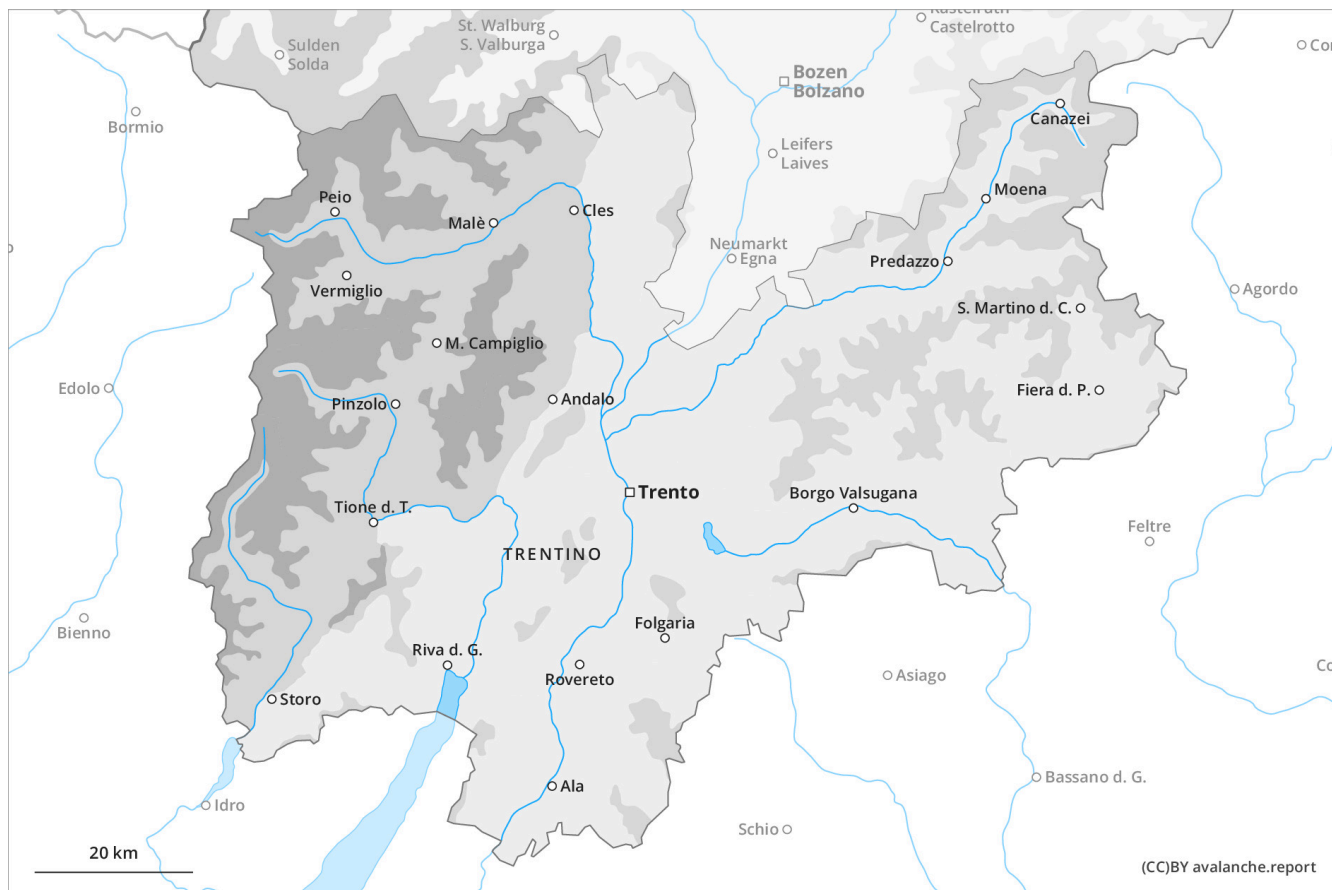 St. Walburg
S. Valburga
Kastelruth
Castelrotto
Sulden
Solda
Bozen
Bolzano
Bormio
Canazei
Leifers
Laives
Moena
Peio
Malè
Cles
Neumarkt
Egna
Predazzo
Vermiglio
Agordo
S. Martino d. C.
M. Campiglio
Edolo
Andalo
Fiera d. P.
Pinzolo
Trento
Borgo Valsugana
Tione d. T.
Feltre
TRENTINO
Bienno
Folgaria
Riva d. G.
Rovereto
Asiago
Storo
Ala
Bassano d. G.
Idro
Schio
20 km
(CC)BY avalanche.report